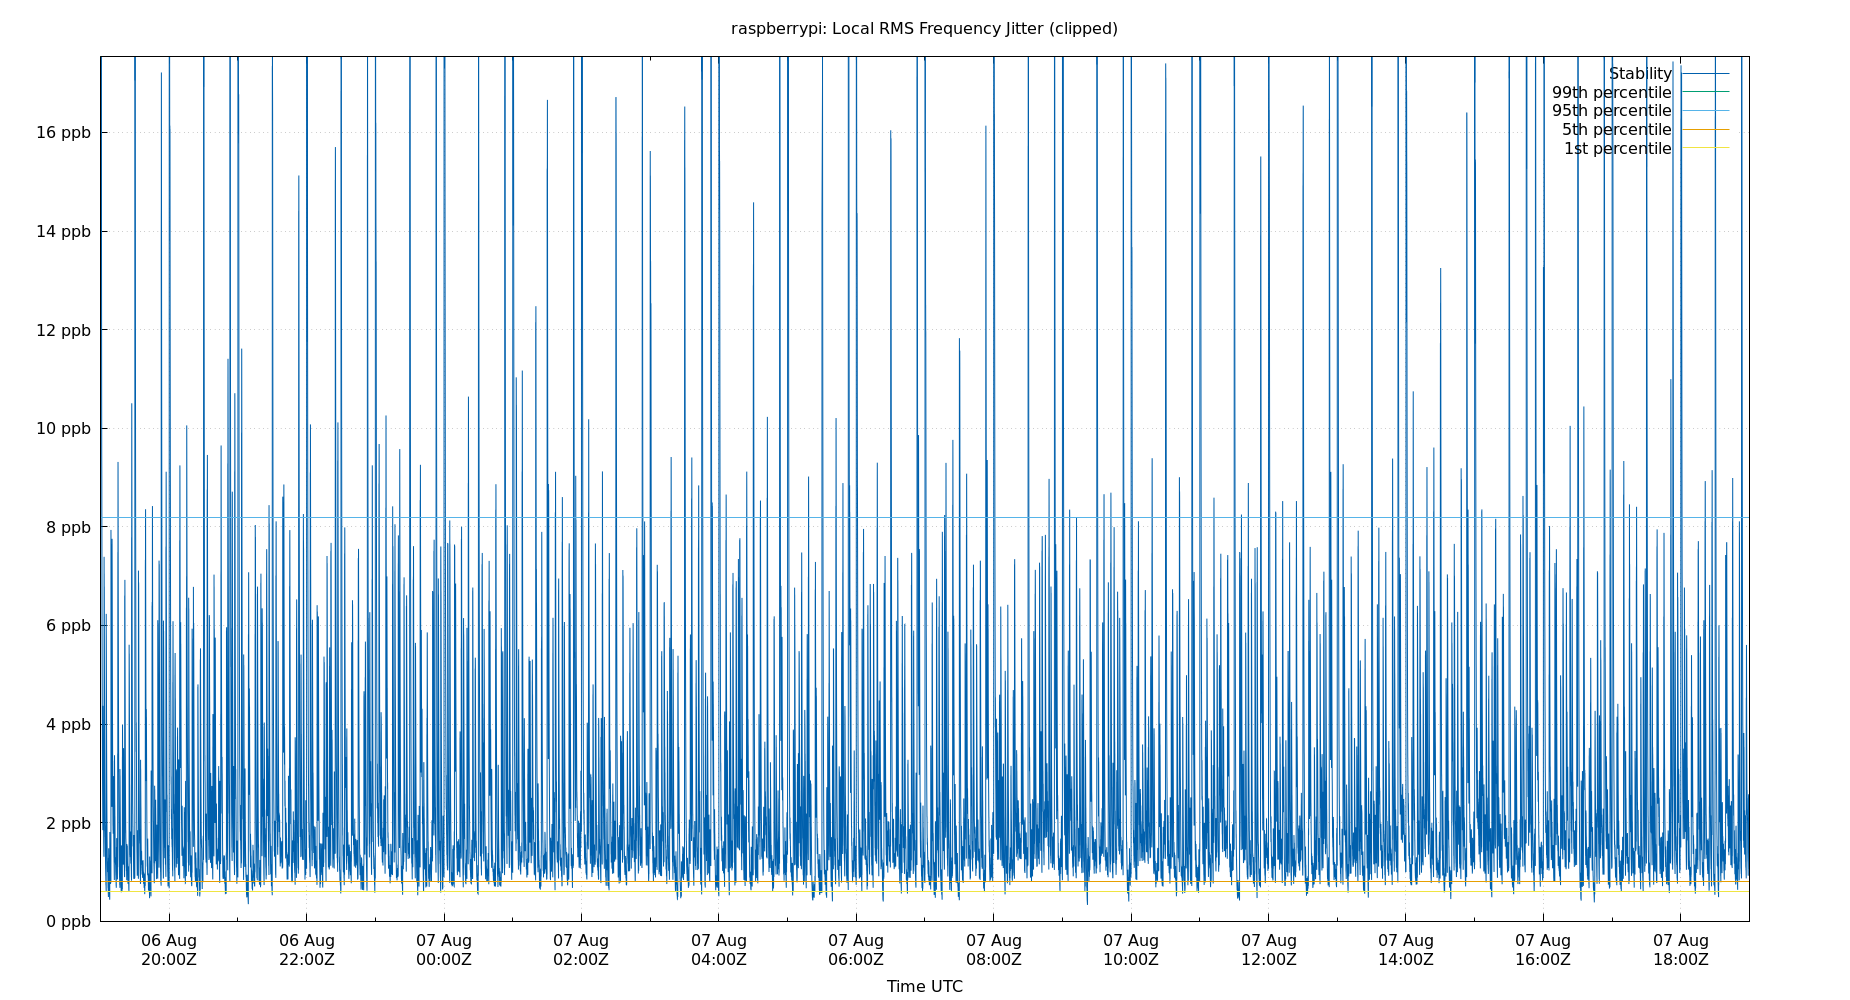 raspberrypi: Local RMS Frequency Jitter (clipped)
Stability
99th percentile
95th percentile
5th percentile
1st percentile
16 ppb
14 ppb
12 ppb
10 ppb
8 ppb
6 ppb
4 ppb
2 ppb
0 ppb
06 Aug 06 Aug 07 Aug 07 Aug 07 Aug 07 Aug 07 Aug 07 Aug 07 Aug 07 Aug 07 Aug 07 Aug
20:00Z 22:00Z 00:00Z 02:00Z 04:00Z 06:00Z 08:00Z 10:00Z 12:00Z 14:00Z 16:00Z 18:00Z
Time UTC